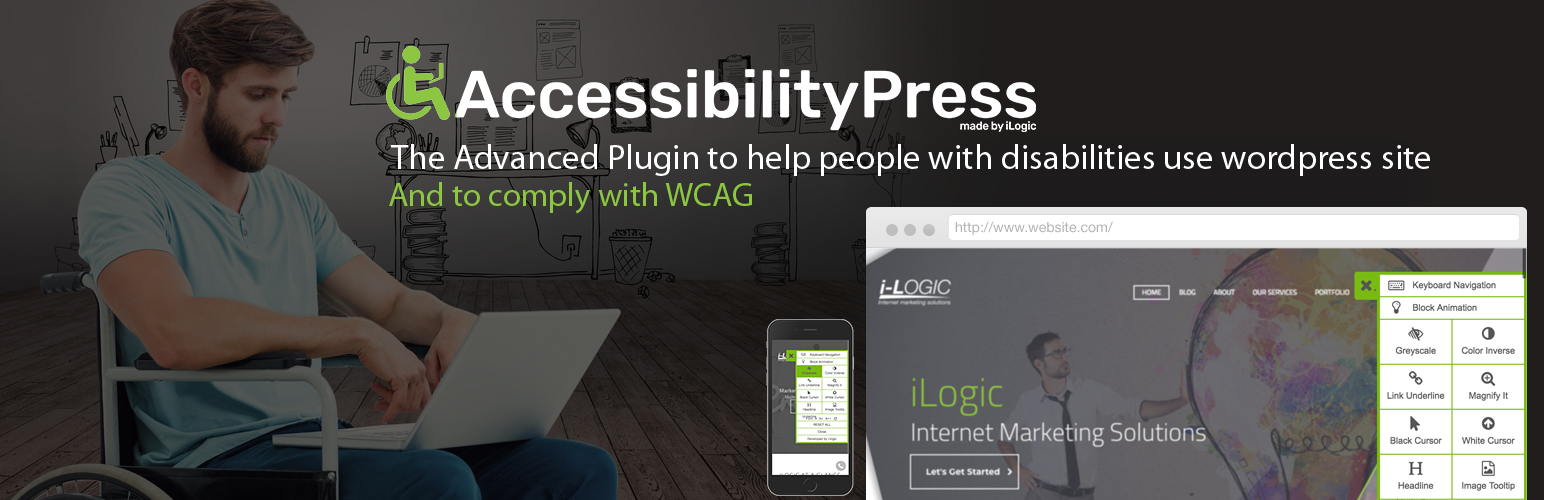 AccessibilityPress
made by iLogic
The Advanced Plugin to help people with disabilities use wordpress site
And to comply with WCAG
http://www.website.com/
i-LOGIC
Internet marketing solutions
HOME BLOG ABOUT OUR SERVICES PORTFOLIO
Keyboard Navigation
Block Animation
Greyscale Color Inverse
Link Underline Magnify It
Black Cursor White Cursor
Headline Image Tooltip
iLogic
Internet Marketing Solutions
Let's Get Started
Keyboard Navigation
Block Animation
Greyscale Color Inverse
Link Underline Magnify It
Black Cursor White Cursor
Headline Image Tooltip
RESET ALL
Close
Developed by iLogic